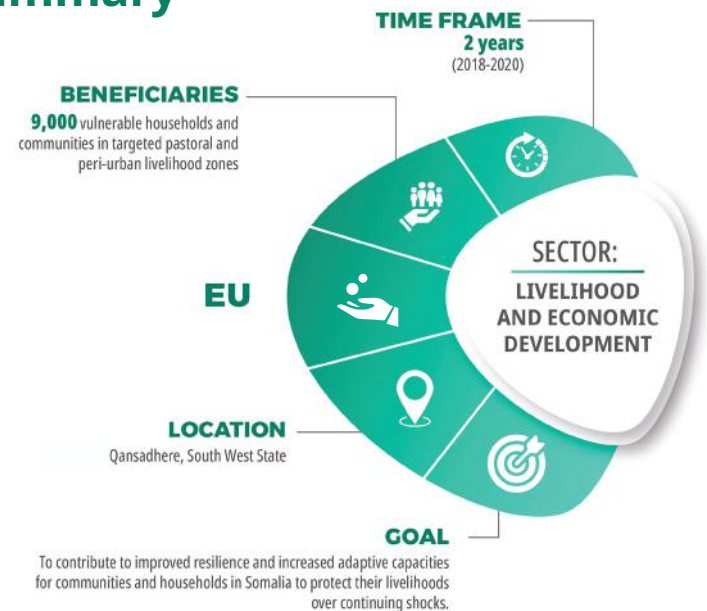 TIME FRAME
2 years
(2018-2020)
BENEFICIARIES
9,000 vulnerable households and
communities in targeted pastoral and
peri-urban livelihood zones
SECTOR:
LIVELIHOOD
AND ECONOMIC
DEVELOPMENT
EU
LOCATION
Qansadhere, South West State
GOAL
To contribute to improved resilience and increased adaptive capacities
for communities and households in Somalia to protect their livelihoods
over continuing shocks.